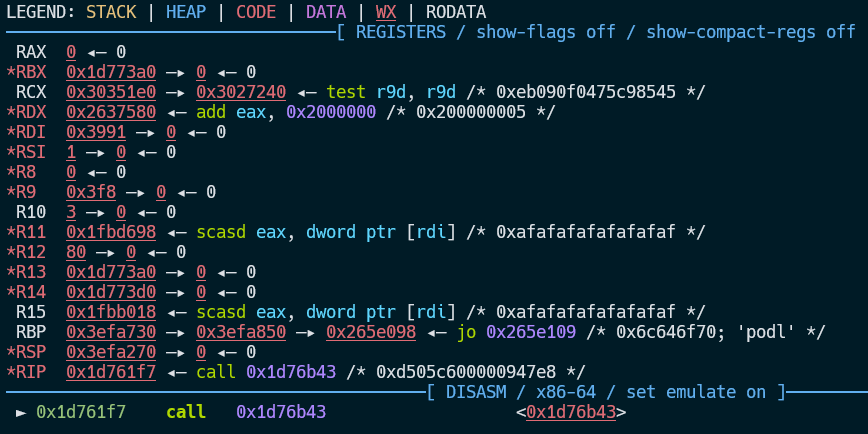 LEGEND: STACK | HEAP | CODE | DATA | WX | RODATA
[ REGISTERS / show-flags off / show-compact-regs off
RAX 0 ◂— 0
*RBX 0x1d773a0 —▸ 0 ◂— 0
RCX 0x30351e0 —▸ 0x3027240 ◂— test r9d, r9d /* 0xeb090f0475c98545 */
*RDX 0x2637580 ◂— add eax, 0x2000000 /* 0x200000005 */
*RDI 0x3991 —▸ 0 ◂— 0
*RSI 1 —▸ 0 ◂— 0
*R8 0 ◂— 0
*R9 0x3f8 —▸ 0 ◂— 0
R10 3 —▸ 0 ◂— 0
*R11 0x1fbd698 ◂— scasd eax, dword ptr [rdi] /* 0xafafafafafafafaf */
*R12 80 —▸ 0 ◂— 0
*R13 0x1d773a0 —▸ 0 ◂— 0
*R14 0x1d773d0 —▸ 0 ◂— 0
R15 0x1fbb018 ◂— scasd eax, dword ptr [rdi] /* 0xafafafafafafafaf */
RBP 0x3efa730 —▸ 0x3efa850 —▸ 0x265e098 ◂— jo 0x265e109 /* 0x6c646f70; 'podl' */
*RSP 0x3efa270 —▸ 0 ◂— 0
*RIP 0x1d761f7 ◂— call 0x1d76b43 /* 0xd505c600000947e8 */
[ DISASM / x86-64 / set emulate on ]
► 0x1d761f7 call 0x1d76b43 <0x1d76b43>